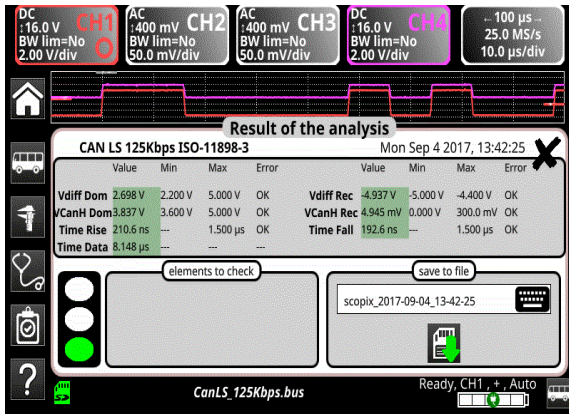 DC
↕16.0 V CH1
BW lim=No
2.00 V/div
AC
↕400 mV CH2
BW lim=No
50.0 mV/div
AC
↕400 mV CH3
BW lim=No
50.0 mV/div
DC
↕16.0 V CH4
BW lim=No
2.00 V/div
←100 µs→
25.0 MS/s
10.0 µs/div
Result of the analysis
CAN LS 125Kbps ISO-11898-3 Mon Sep 4 2017, 13:42:25
Value Min Max Error Value Min Max Error
Vdiff Dom 2.698 V 2.200 V 5.000 V OK Vdiff Rec -4.937 V -5.000 V -4.400 V OK
VCanH Dom 3.837 V 3.600 V 5.000 V OK VCanH Rec 4.945 mV 0.000 V 300.0 mV OK
Time Rise 210.6 ns --- 1.500 µs OK Time Fall 192.6 ns --- 1.500 µs OK
Time Data 8.148 µs --- --- ---
elements to check
save to file
scopix_2017-09-04_13-42-25
SD
CanLS_125Kbps.bus
Ready, CH1 , + , Auto